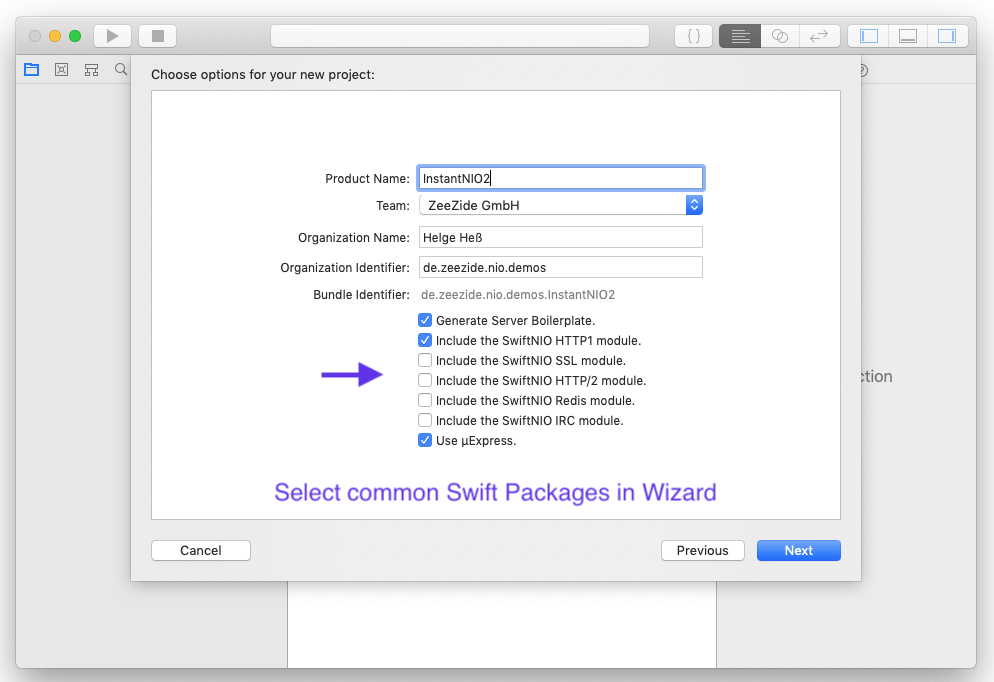 Choose options for your new project:
Product Name: InstantNIO2
Team: ZeeZide GmbH
Organization Name: Helge Heß
Organization Identifier: de.zeezide.nio.demos
Bundle Identifier: de.zeezide.nio.demos.InstantNIO2
Generate Server Boilerplate.
Include the SwiftNIO HTTP1 module.
Include the SwiftNIO SSL module.
Include the SwiftNIO HTTP/2 module.
Include the SwiftNIO Redis module.
Include the SwiftNIO IRC module.
Use µExpress.
ction
Select common Swift Packages in Wizard
Cancel Previous Next